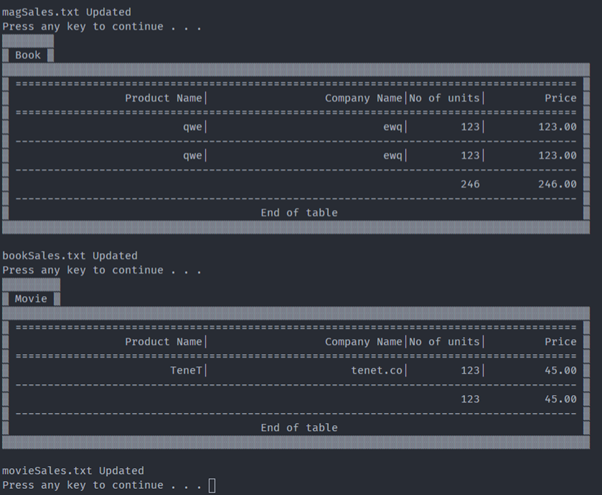 magSales.txt Updated
Press any key to continue . . .
Book
Product Name| Company Name|No of units| Price
qwe| ewq| 123| 123.00
qwe| ewq| 123| 123.00
246 246.00
End of table
bookSales.txt Updated
Press any key to continue . . .
Movie
Product Name| Company Name|No of units| Price
TeneT| tenet.co| 123| 45.00
123 45.00
End of table
movieSales.txt Updated
Press any key to continue . . .